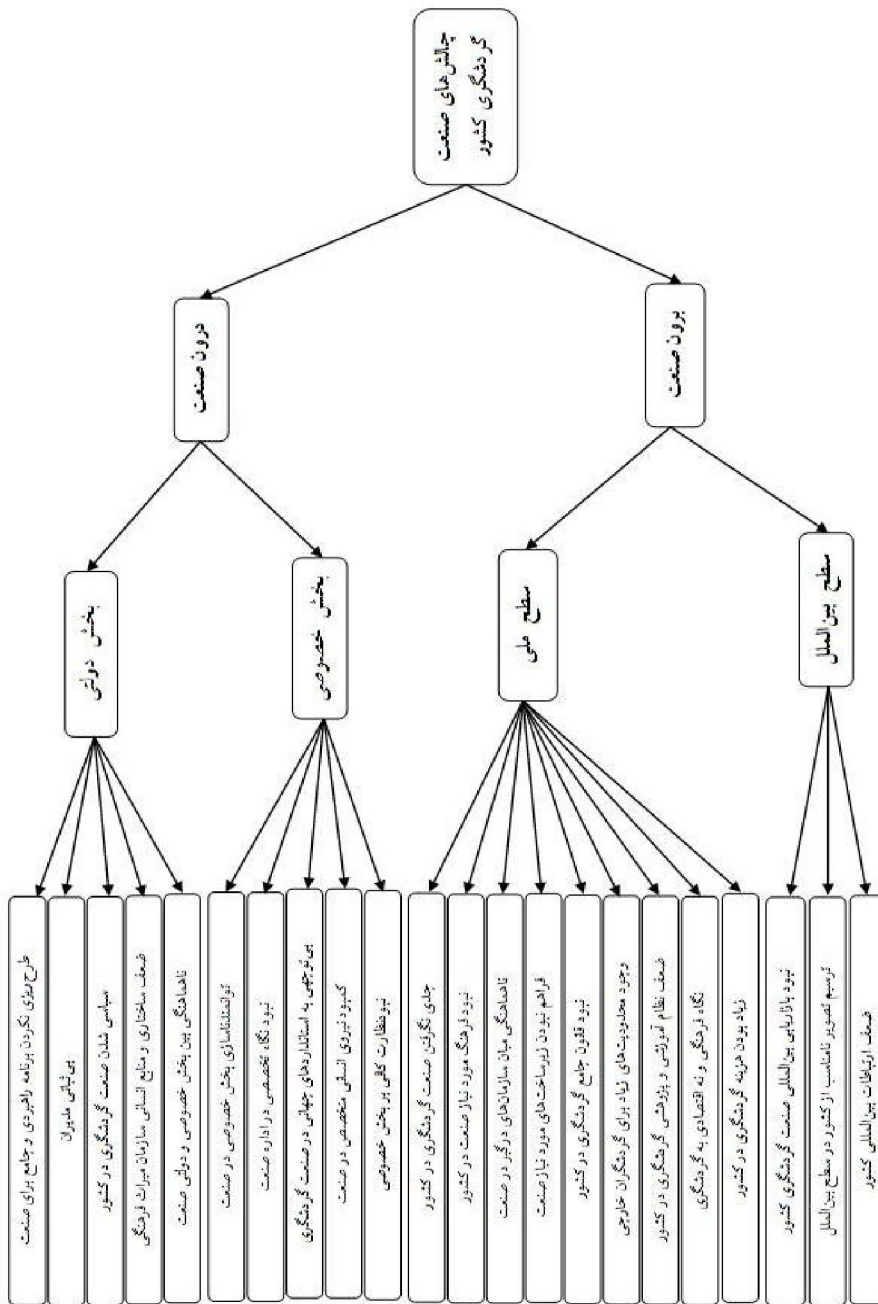 چالش‌های صنعت
گردشگری کشور
برون صنعت
درون صنعت
سطح بین‌الملل
سطح ملی
بخش خصوصی
بخش دولتی
ضعف ارتباطات بین‌المللی کشور
ترسیم تصویر نامناسب از کشور در سطح بین‌الملل
نبود بازاریابی بین‌المللی صنعت گردشگری کشور
زیاد بودن هزینه گردشگری در کشور
نگاه فرهنگی و نه اقتصادی به گردشگری
ضعف نظام آموزشی و پژوهشی گردشگری در کشور
وجود محدودیت‌های زیاد برای گردشگران خارجی
نبود قانون جامع گردشگری در کشور
فراهم نبودن زیرساخت‌های مورد نیاز صنعت
ناهماهنگی میان سازمان‌های درگیر در صنعت
نبود فرهنگ مورد نیاز صنعت در کشور
جدی نگرفتن صنعت گردشگری در کشور
نبود نظارت کافی بر بخش خصوصی
کمبود نیروی انسانی متخصص در صنعت
بی‌توجهی به استانداردهای جهانی در صنعت گردشگری
نبود نگاه تخصصی در اداره صنعت
توانمندناسازی بخش خصوصی در صنعت
ناهماهنگی بین بخش خصوصی و دولتی صنعت
ضعف ساختاری و منابع انسانی سازمان میراث فرهنگی
سیاسی شدن صنعت گردشگری در کشور
بی‌ثباتی مدیران
طرح‌ریزی نکردن برنامه راهبردی و جامع برای صنعت